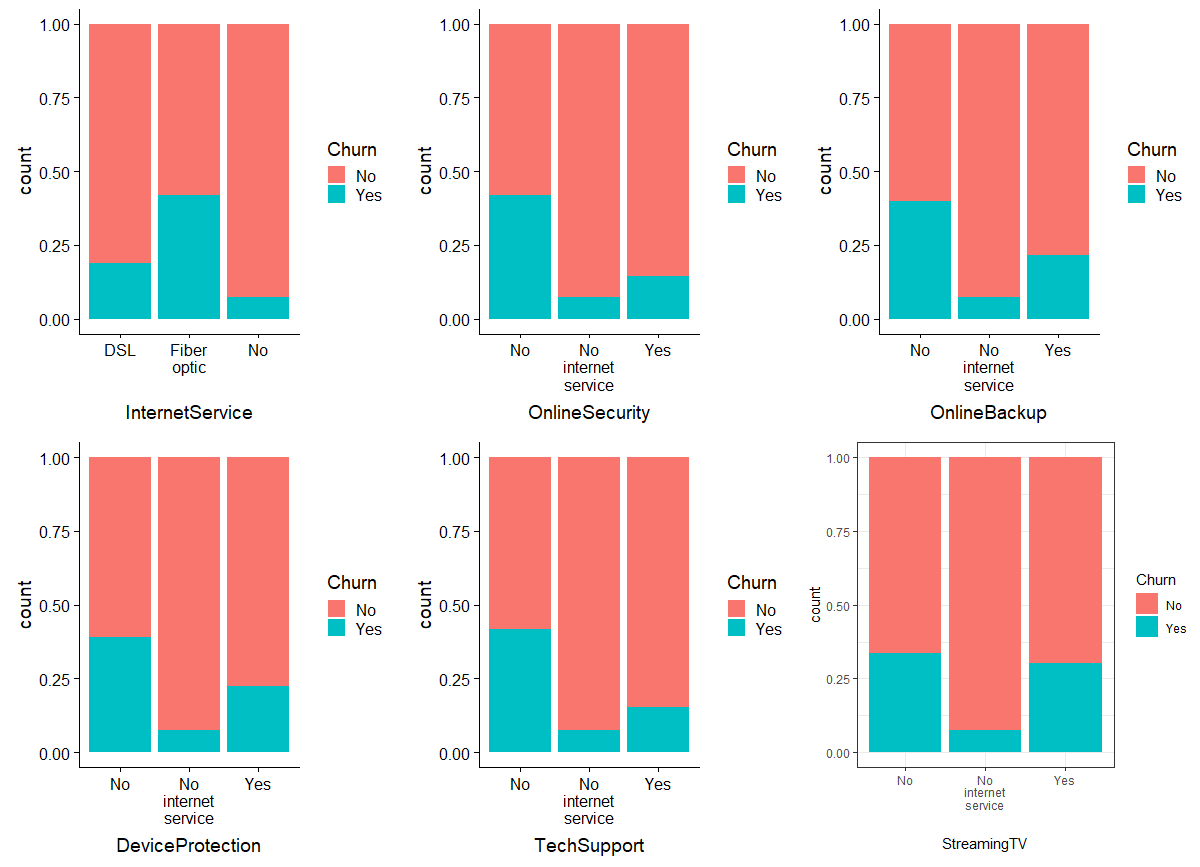 1.00
0.75
0.50
0.25
0.00
count
DSL
Fiber
optic
No
InternetService
Churn
No
Yes
1.00
0.75
0.50
0.25
0.00
count
No
No
internet
service
Yes
OnlineSecurity
Churn
No
Yes
1.00
0.75
0.50
0.25
0.00
count
No
No
internet
service
Yes
OnlineBackup
Churn
No
Yes
1.00
0.75
0.50
0.25
0.00
count
No
No
internet
service
Yes
DeviceProtection
Churn
No
Yes
1.00
0.75
0.50
0.25
0.00
count
No
No
internet
service
Yes
TechSupport
Churn
No
Yes
1.00
0.75
0.50
0.25
0.00
count
No
No
internet
service
Yes
StreamingTV
Churn
No
Yes